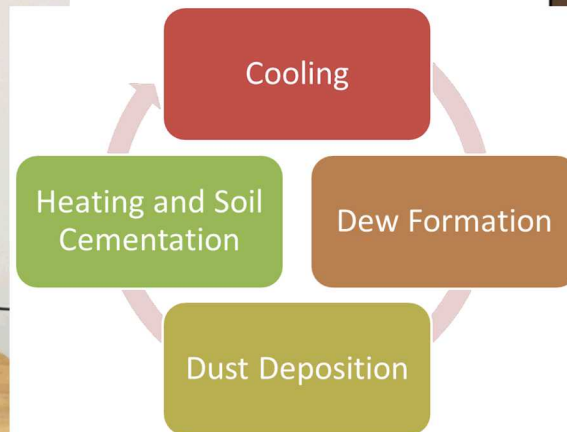 Cooling
Dew Formation
Dust Deposition
Heating and Soil
Cementation